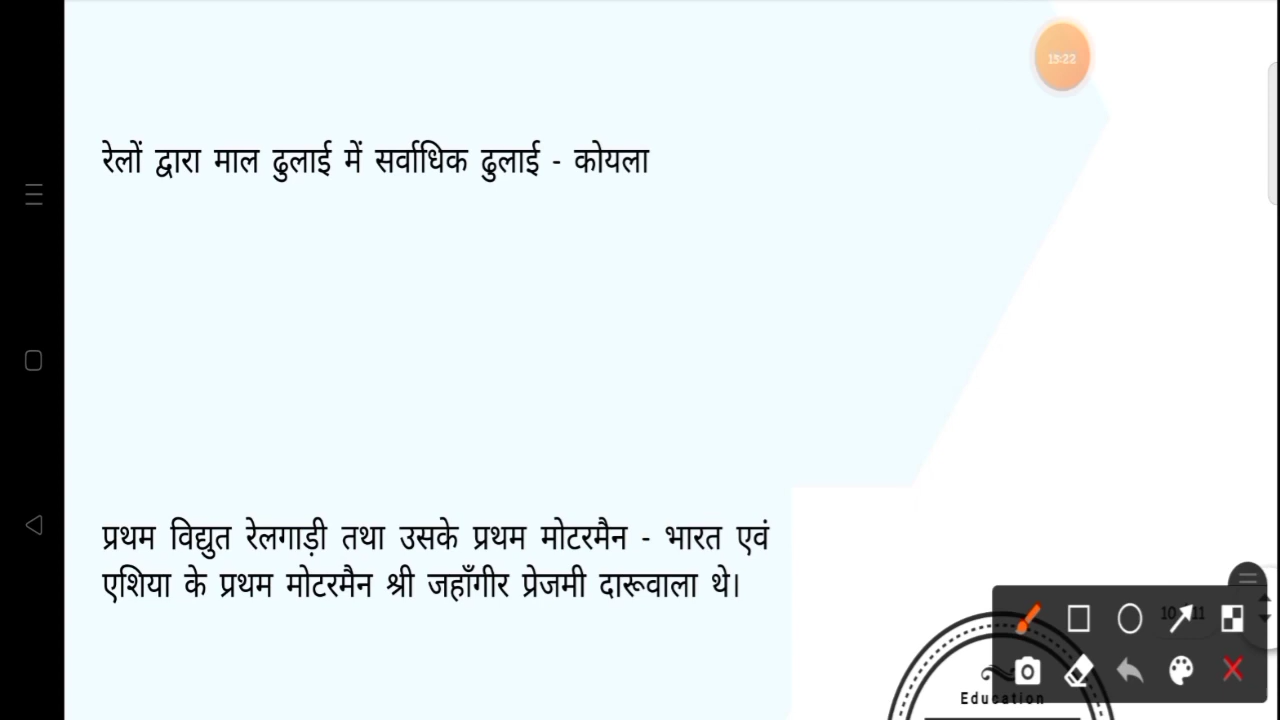 15:22
रेलों द्वारा माल ढुलाई में सर्वाधिक ढुलाई - कोयला
प्रथम विद्युत रेलगाड़ी तथा उसके प्रथम मोटरमैन - भारत एवं
एशिया के प्रथम मोटरमैन श्री जहाँगीर प्रेजमी दारूवाला थे।
Education